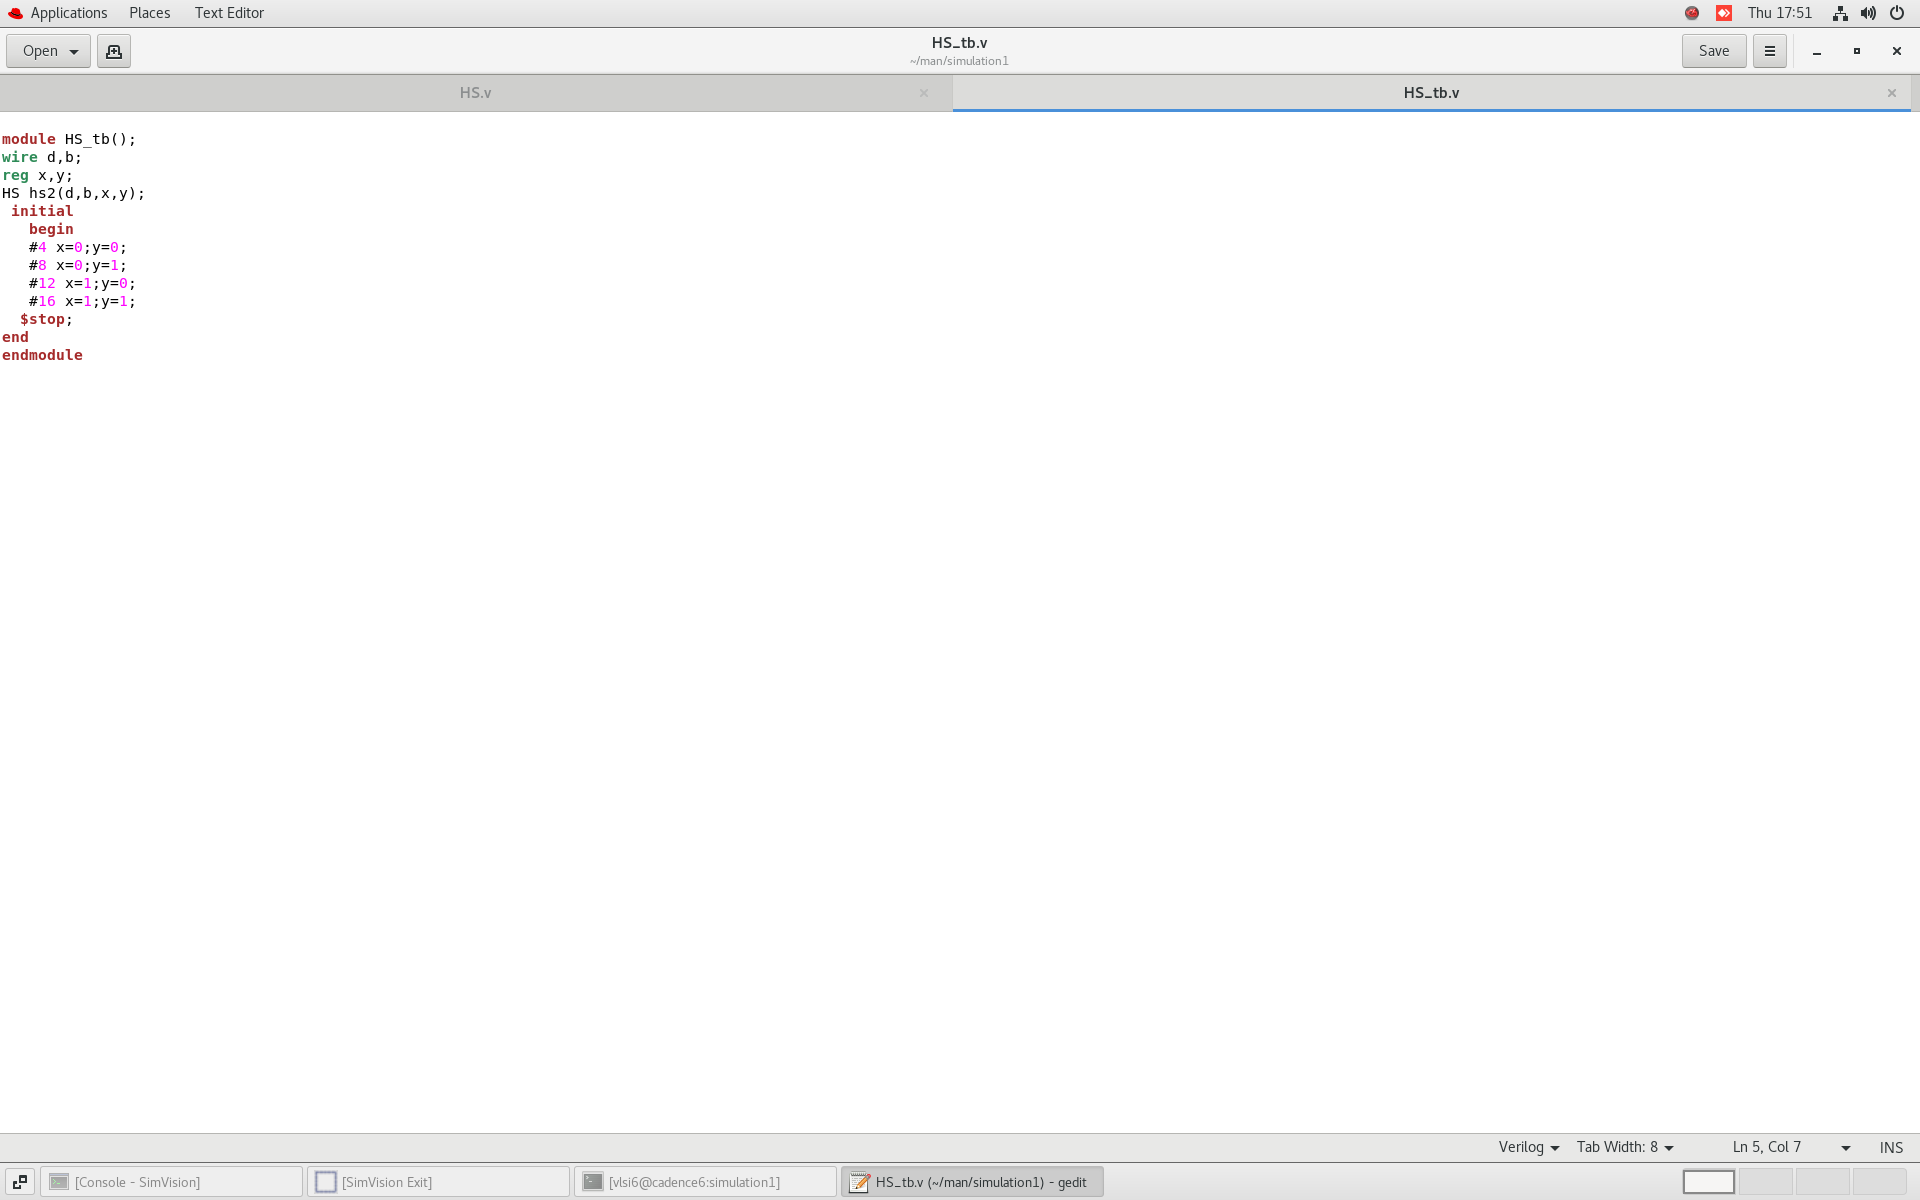 Applications Places Text Editor Thu 17:51
Open HS_tb.v Save
~/man/simulation1
HS.v HS_tb.v
module HS_tb();
wire d,b;
reg x,y;
HS hs2(d,b,x,y);
 initial
   begin
   #4 x=0;y=0;
   #8 x=0;y=1;
   #12 x=1;y=0;
   #16 x=1;y=1;
  $stop;
end
endmodule
Verilog Tab Width: 8 Ln 5, Col 7 INS
[Console - SimVision] [SimVision Exit] [vlsi6@cadence6:simulation1] HS_tb.v (~/man/simulation1) - gedit